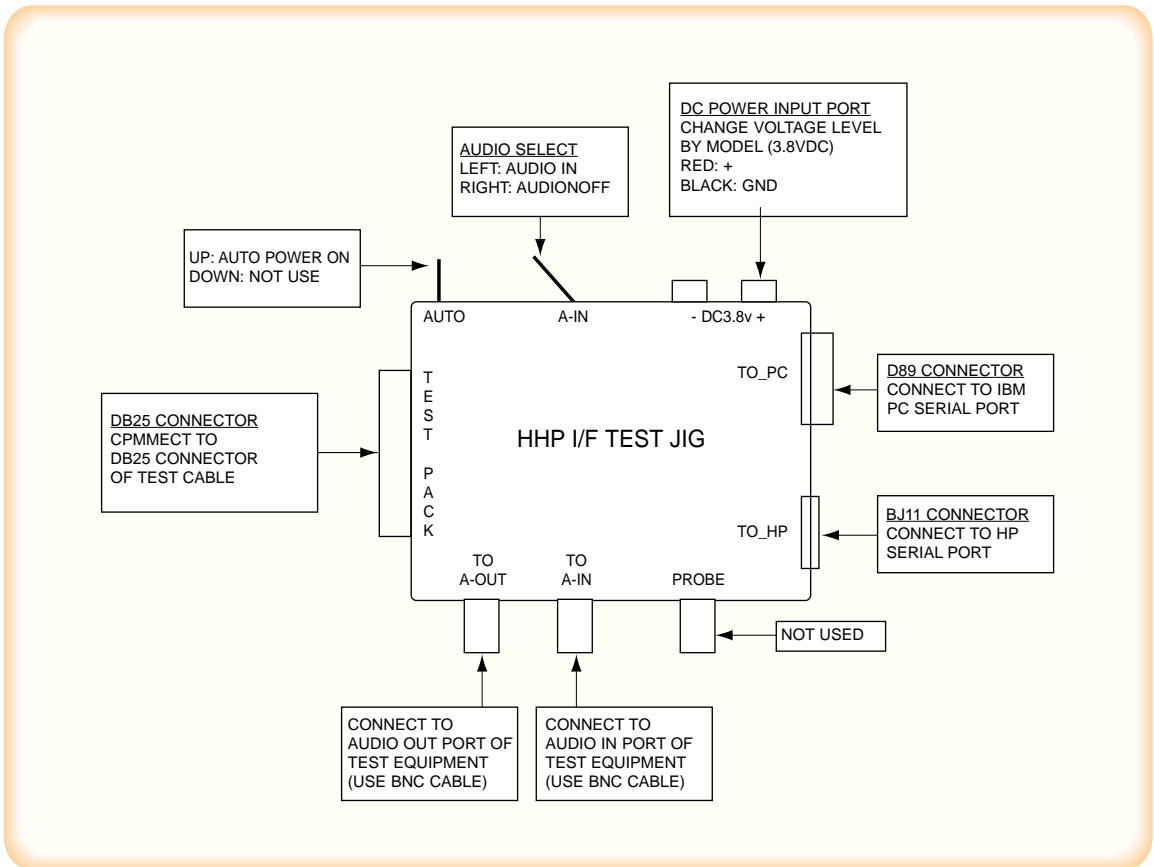 DC POWER INPUT PORT
CHANGE VOLTAGE LEVEL
BY MODEL (3.8VDC)
RED: +
BLACK: GND
AUDIO SELECT
LEFT: AUDIO IN
RIGHT: AUDIONOFF
UP: AUTO POWER ON
DOWN: NOT USE
AUTO
A-IN
- DC3.8v +
TO_PC
D89 CONNECTOR
CONNECT TO IBM
PC SERIAL PORT
TEST PACK
HHP I/F TEST JIG
DB25 CONNECTOR
CPMMECT TO
DB25 CONNECTOR
OF TEST CABLE
TO_HP
BJ11 CONNECTOR
CONNECT TO HP
SERIAL PORT
TO
A-OUT
TO
A-IN
PROBE
NOT USED
CONNECT TO
AUDIO OUT PORT OF
TEST EQUIPMENT
(USE BNC CABLE)
CONNECT TO
AUDIO IN PORT OF
TEST EQUIPMENT
(USE BNC CABLE)